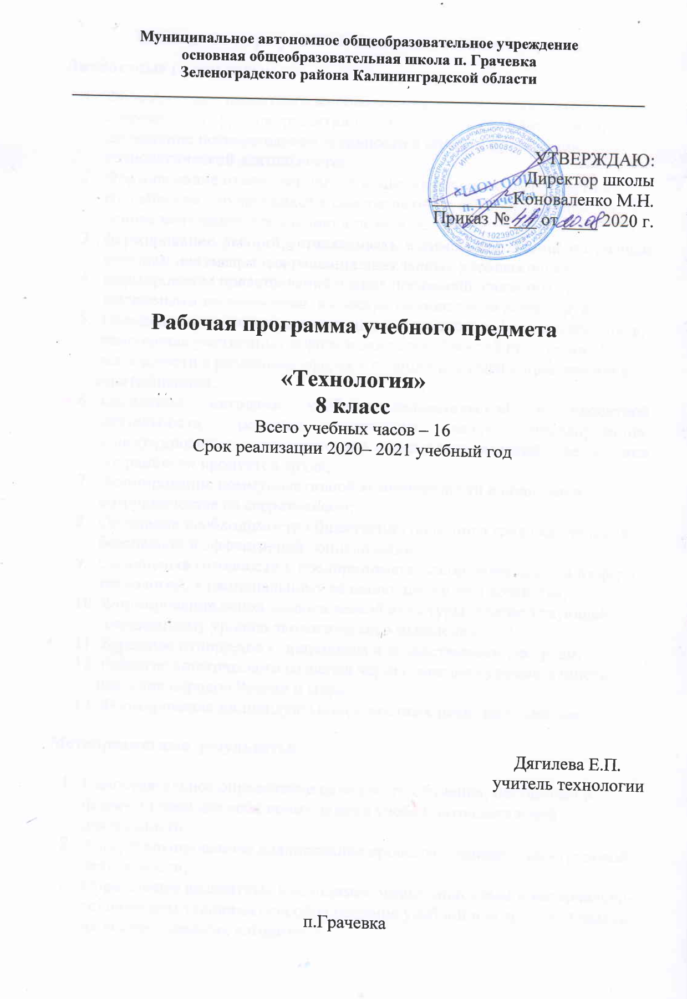 Муниципальное автономное общеобразовательное учреждение
основная общеобразовательная школа п. Грачевка
Зеленоградского района Калининградской области
УТВЕРЖДАЮ:
Директор школы
Коноваленко М.Н.
Приказ № 44 от 20.08 2020 г.
ИНН 3918008520
МАОУ ООШ
п. Грачевка
Рабочая программа учебного предмета
«Технология»
8 класс
Всего учебных часов – 16
Срок реализации 2020– 2021 учебный год
Дягилева Е.П.
учитель технологии
п.Грачевка